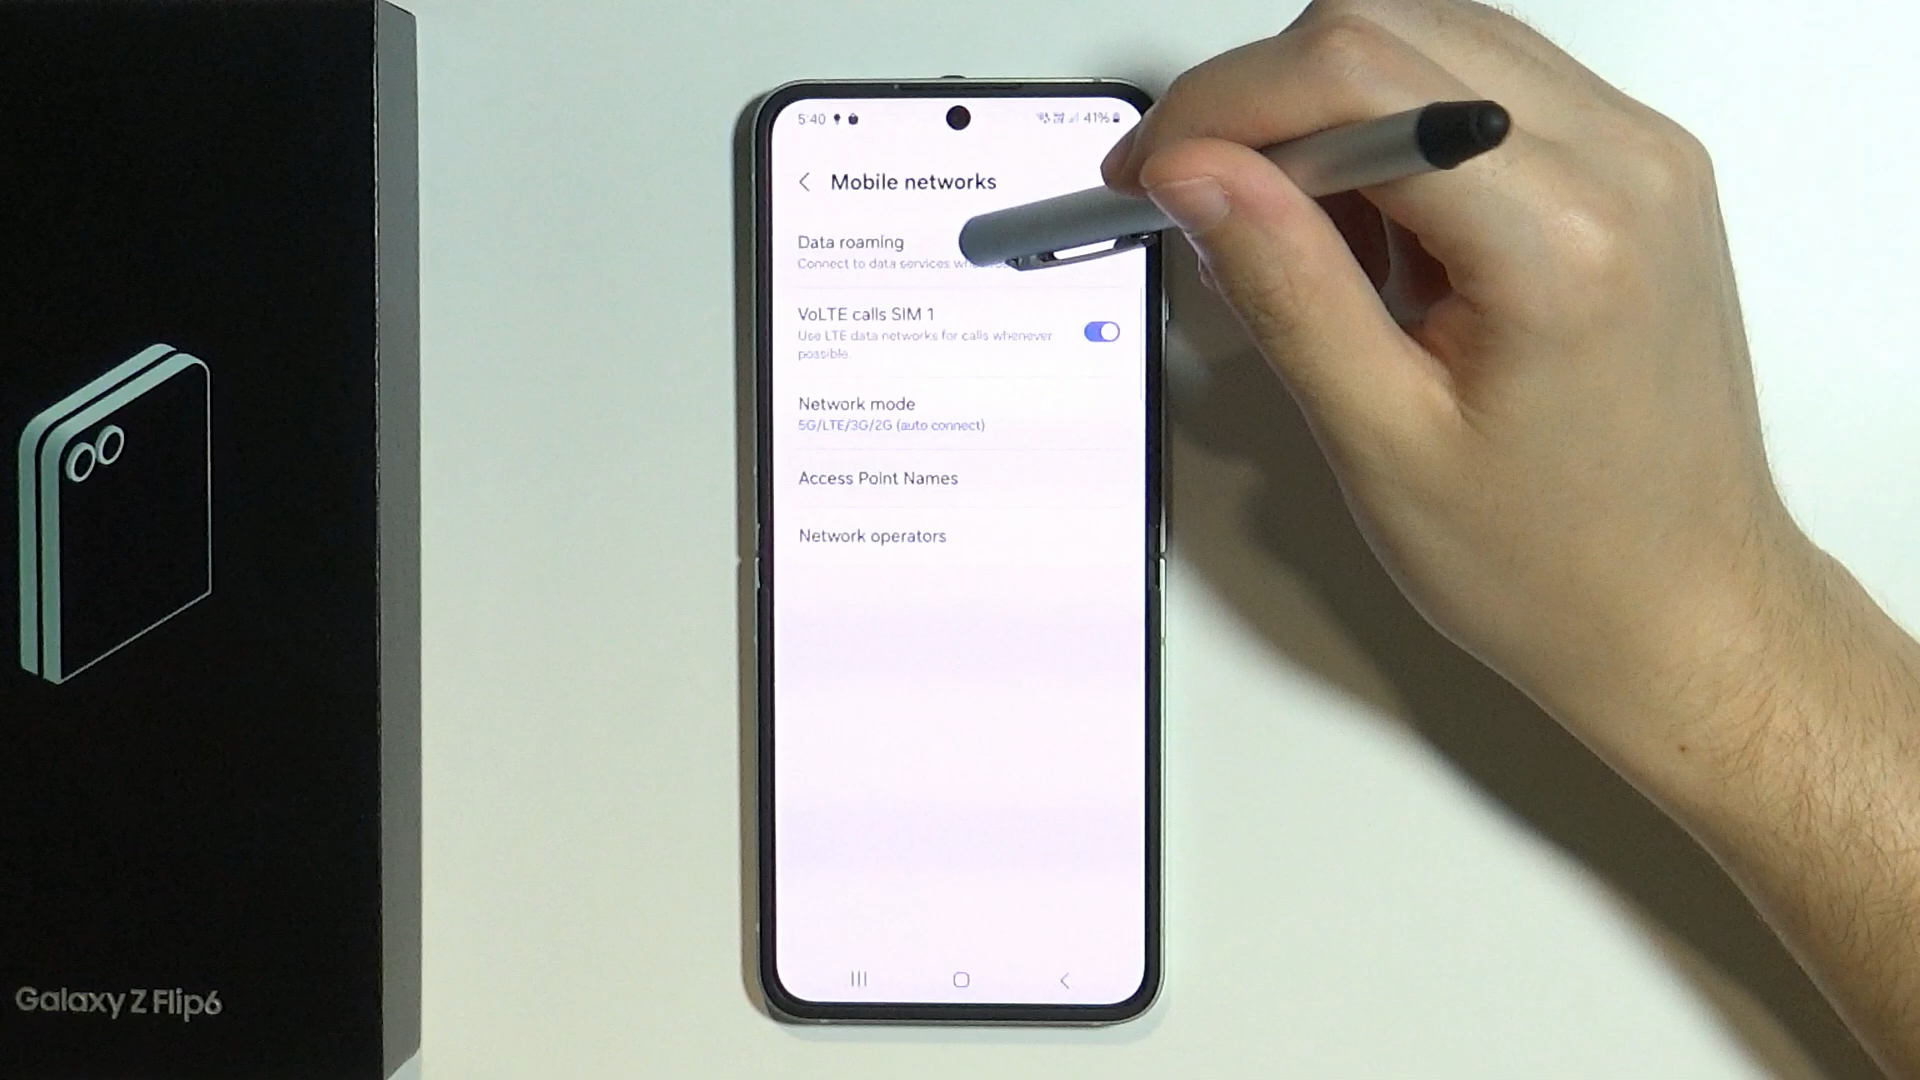 5:40
41%
Mobile networks
Data roaming
Connect to data services
VoLTE calls SIM 1
Use LTE data networks for calls whenever
possible.
Network mode
5G/LTE/3G/2G (auto connect)
Access Point Names
Network operators
Galaxy Z Flip6